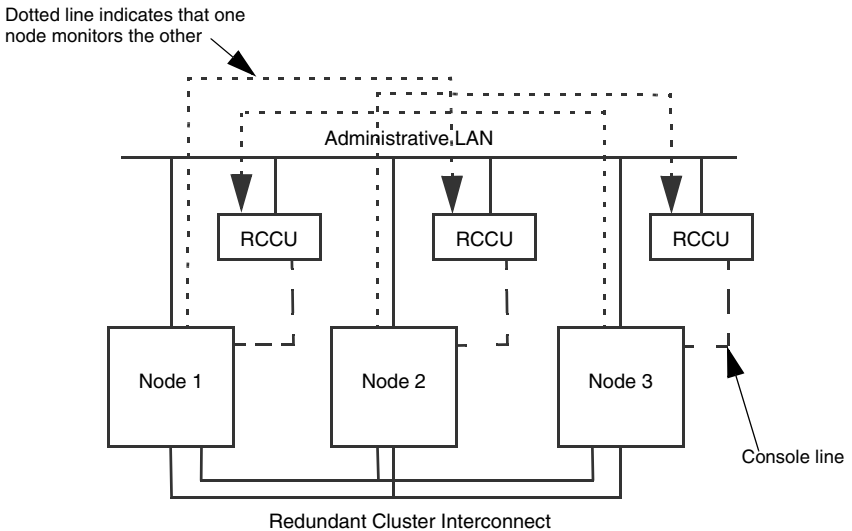 Dotted line indicates that one
node monitors the other
Administrative LAN
RCCU
RCCU
RCCU
Node 1
Node 2
Node 3
Console line
Redundant Cluster Interconnect